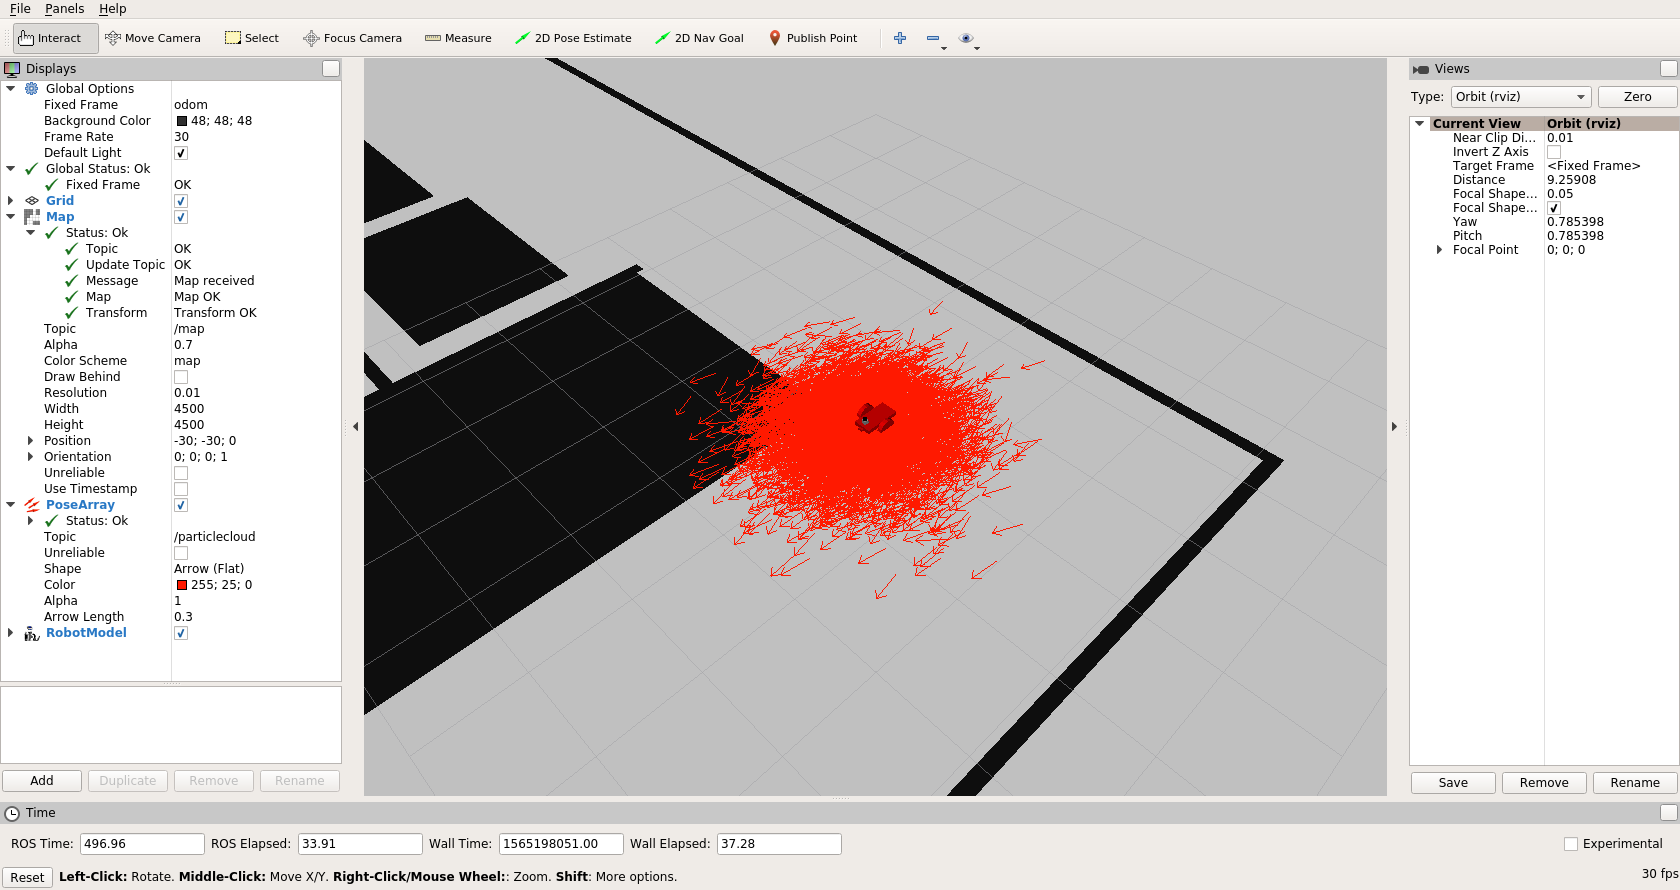 File Panels Help
Interact Move Camera Select Focus Camera Measure 2D Pose Estimate 2D Nav Goal Publish Point
Displays
Global Options
Fixed Frame odom
Background Color 48; 48; 48
Frame Rate 30
Default Light
Global Status: Ok
Fixed Frame OK
Grid
Map
Status: Ok
Topic OK
Update Topic OK
Message Map received
Map Map OK
Transform Transform OK
Topic /map
Alpha 0.7
Color Scheme map
Draw Behind
Resolution 0.01
Width 4500
Height 4500
Position -30; -30; 0
Orientation 0; 0; 0; 1
Unreliable
Use Timestamp
PoseArray
Status: Ok
Topic /particlecloud
Unreliable
Shape Arrow (Flat)
Color 255; 25; 0
Alpha 1
Arrow Length 0.3
RobotModel
Add Duplicate Remove Rename
Views
Type: Orbit (rviz) Zero
Current View Orbit (rviz)
Near Clip Di... 0.01
Invert Z Axis
Target Frame <Fixed Frame>
Distance 9.25908
Focal Shape... 0.05
Focal Shape...
Yaw 0.785398
Pitch 0.785398
Focal Point 0; 0; 0
Save Remove Rename
Time
ROS Time: 496.96 ROS Elapsed: 33.91 Wall Time: 1565198051.00 Wall Elapsed: 37.28 Experimental
Reset Left-Click: Rotate. Middle-Click: Move X/Y. Right-Click/Mouse Wheel:: Zoom. Shift: More options. 30 fps